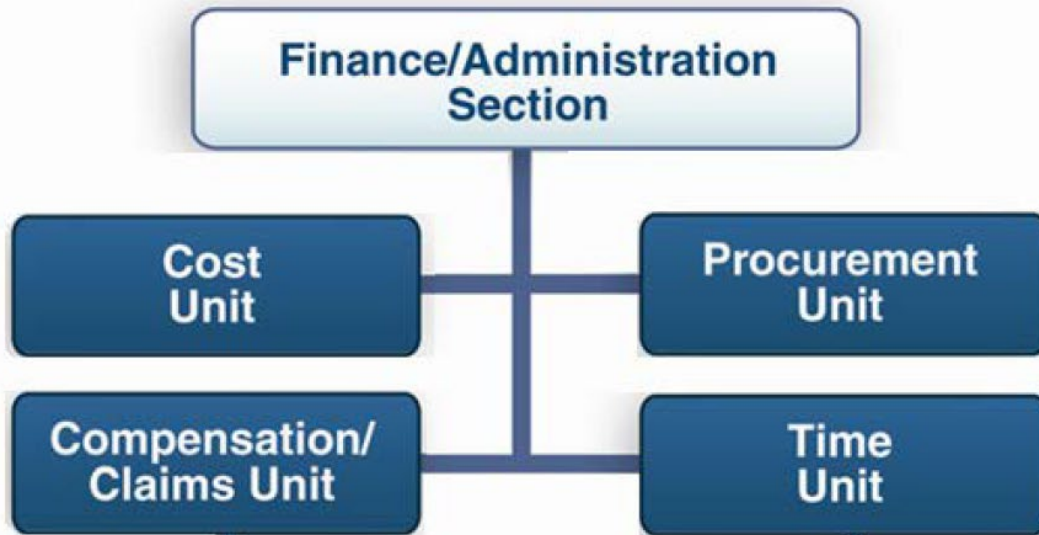 Finance/Administration
Section
Cost
Unit
Procurement
Unit
Compensation/
Claims Unit
Time
Unit